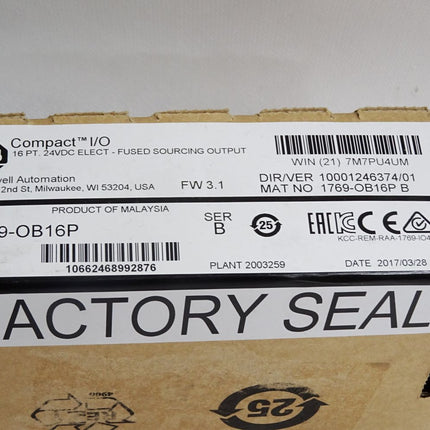 Compact™ I/O
16 PT. 24VDC ELECT - FUSED SOURCING OUTPUT
WIN (21) 7M7PU4UM
well Automation
2nd St, Milwaukee, WI 53204, USA
FW 3.1
DIR/VER 10001246374/01
MAT NO 1769-OB16P B
PRODUCT OF MALAYSIA
9-OB16P
SER
B
25
EAC
10662468992876
PLANT 2003259
KCC-REM-RAA-1769-IO4
DATE 2017/03/28
ACTORY SEAL
25